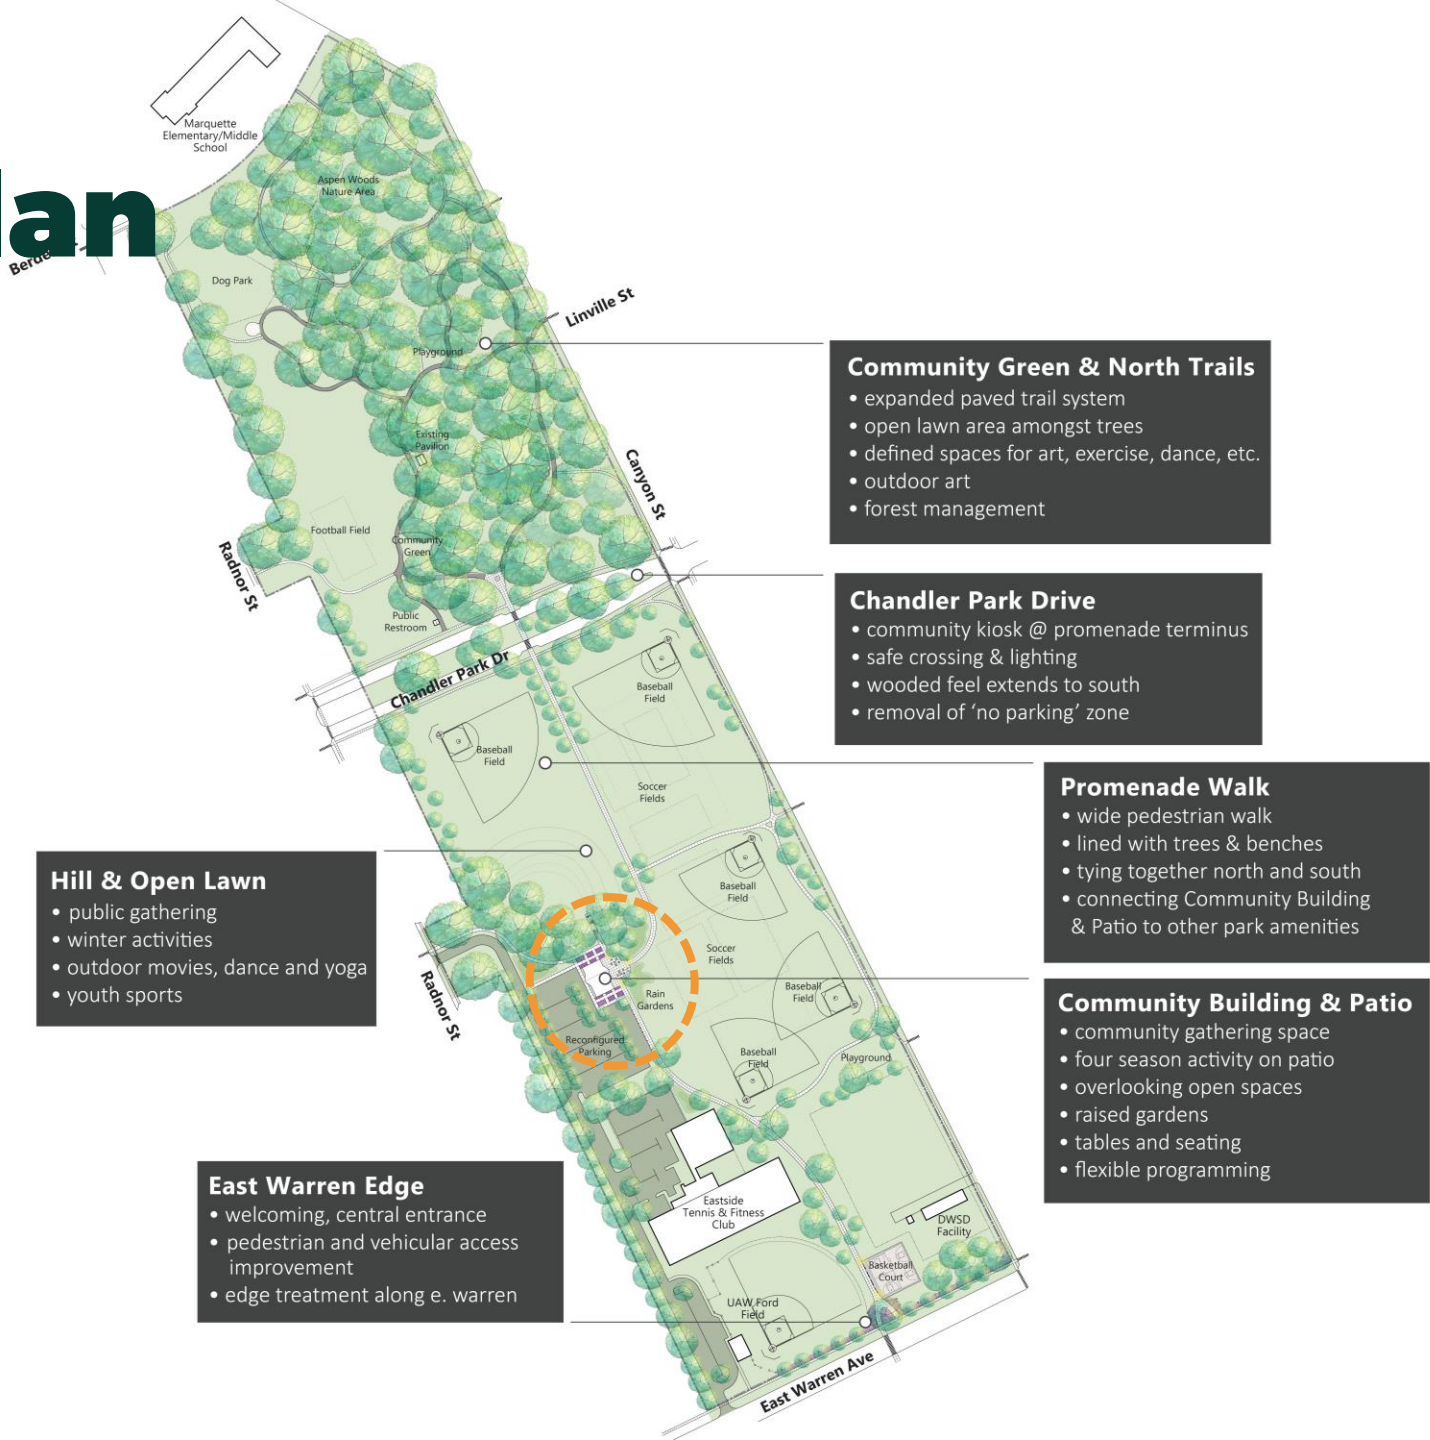 lan
Marquette
Elementary/Middle
School
Aspen Woods
Nature Area
Dog Park
Linville St
Playground
Existing
Pavilion
Canyon St
Football Field
Community
Green
Radnor St
Public
Restroom
Chandler Park Dr
Baseball
Field
Baseball
Field
Soccer
Fields
Baseball
Field
Soccer
Fields
Baseball
Field
Rain
Gardens
Radnor St
Reconfigured
Parking
Baseball
Field
Playground
Eastside
Tennis & Fitness
Club
DWSD
Facility
Basketball
Court
UAW Ford
Field
East Warren Ave
Community Green & North Trails
• expanded paved trail system
• open lawn area amongst trees
• defined spaces for art, exercise, dance, etc.
• outdoor art
• forest management
Chandler Park Drive
• community kiosk @ promenade terminus
• safe crossing & lighting
• wooded feel extends to south
• removal of ‘no parking’ zone
Promenade Walk
• wide pedestrian walk
• lined with trees & benches
• tying together north and south
• connecting Community Building
& Patio to other park amenities
Hill & Open Lawn
• public gathering
• winter activities
• outdoor movies, dance and yoga
• youth sports
Community Building & Patio
• community gathering space
• four season activity on patio
• overlooking open spaces
• raised gardens
• tables and seating
• flexible programming
East Warren Edge
• welcoming, central entrance
• pedestrian and vehicular access
improvement
• edge treatment along e. warren